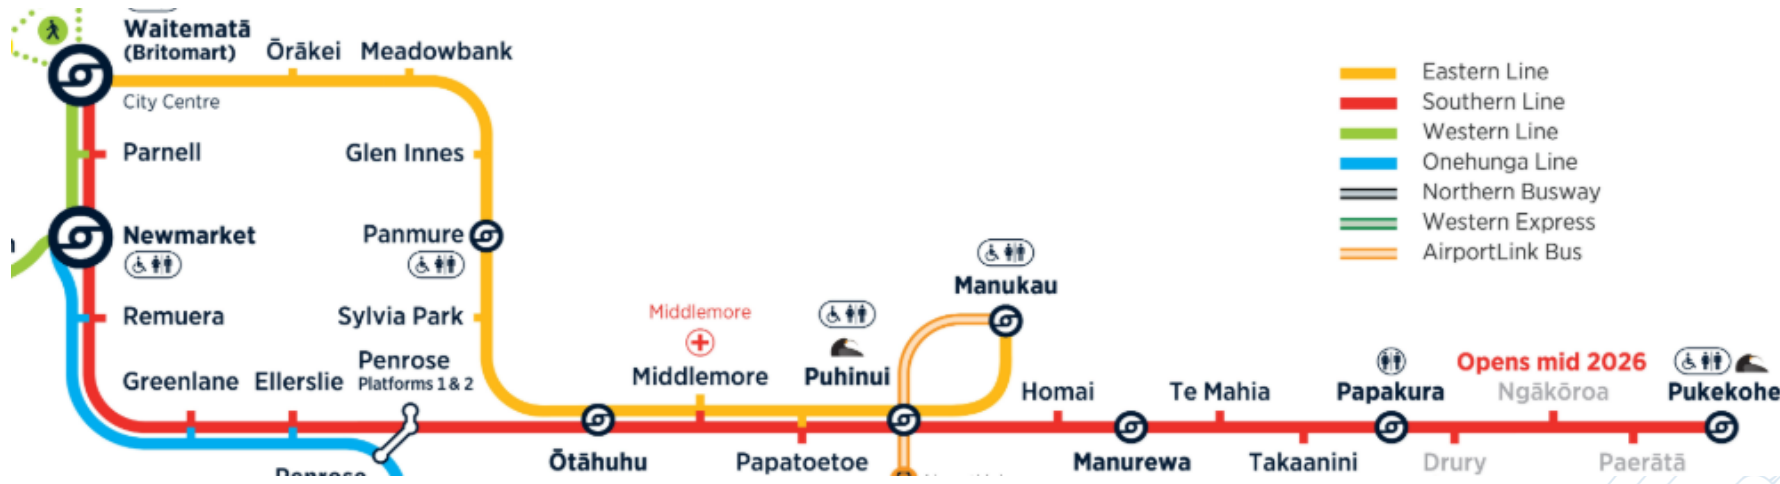 Waitematā
(Britomart)
City Centre
Ōrākei
Meadowbank
Parnell
Glen Innes
Newmarket
Panmure
Remuera
Sylvia Park
Greenlane
Ellerslie
Penrose
Platforms 1 & 2
Penrose
Middlemore
Middlemore
Puhinui
Manukau
Ōtāhuhu
Papatoetoe
Homai
Manurewa
Te Mahia
Takaanini
Papakura
Drury
Opens mid 2026
Ngākōroa
Paerātā
Pukekohe
Eastern Line
Southern Line
Western Line
Onehunga Line
Northern Busway
Western Express
AirportLink Bus